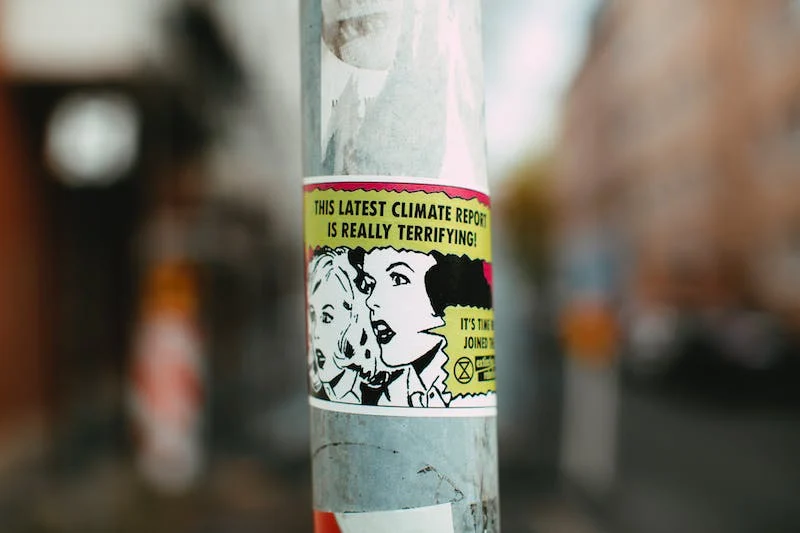 THIS LATEST CLIMATE REPORT
IS REALLY TERRIFYING!
IT'S TIME
JOINED